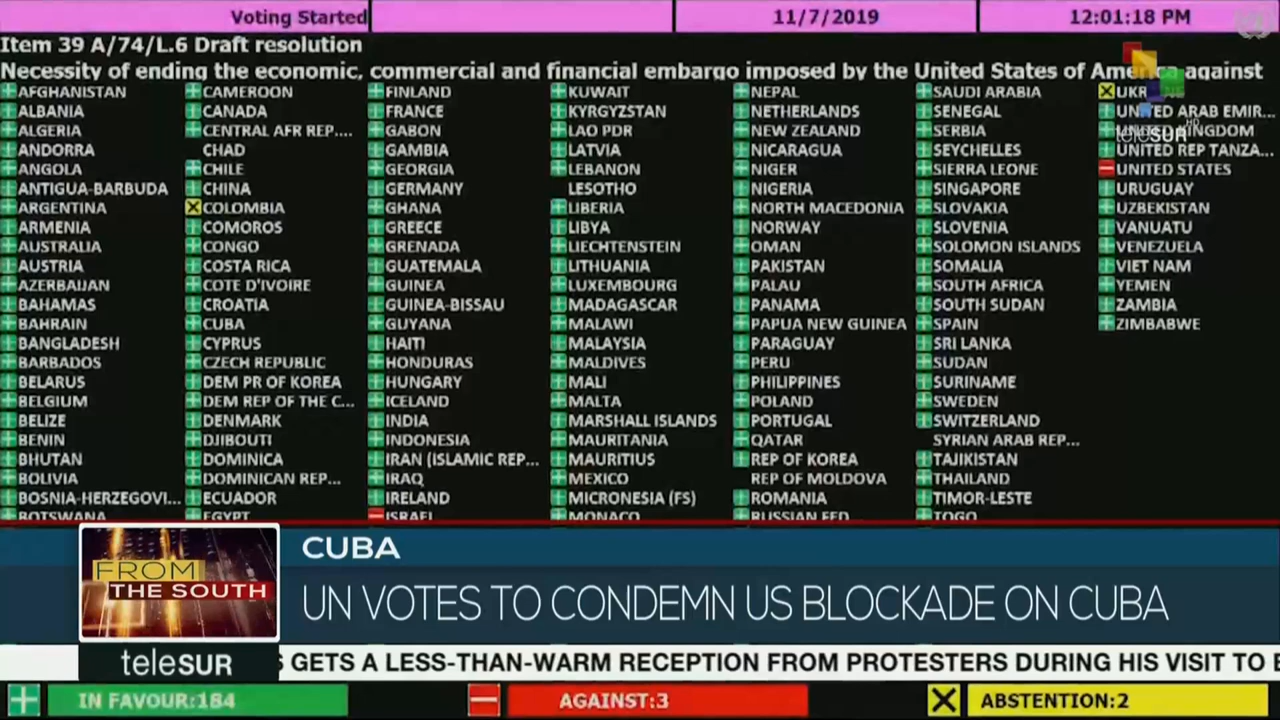 Voting Started 11/7/2019 12:01:18 PM
Item 39 A/74/L.6 Draft resolution
Necessity of ending the economic, commercial and financial embargo imposed by the United States of America against
AFGHANISTAN CAMEROON FINLAND KUWAIT NEPAL SAUDI ARABIA
ALBANIA CANADA FRANCE KYRGYZSTAN NETHERLANDS SENEGAL UNITED ARAB EMIR...
ALGERIA CENTRAL AFR REP.... GABON LAO PDR NEW ZEALAND SERBIA KINGDOM
ANDORRA CHAD GAMBIA LATVIA NICARAGUA SEYCHELLES UNITED REP TANZA...
ANGOLA CHILE GEORGIA LEBANON NIGER SIERRA LEONE UNITED STATES
ANTIGUA-BARBUDA CHINA GERMANY LESOTHO NIGERIA SINGAPORE URUGUAY
ARGENTINA COLOMBIA GHANA LIBERIA NORTH MACEDONIA SLOVAKIA UZBEKISTAN
ARMENIA COMOROS GREECE LIBYA NORWAY SLOVENIA VANUATU
AUSTRALIA CONGO GRENADA LIECHTENSTEIN OMAN SOLOMON ISLANDS VENEZUELA
AUSTRIA COSTA RICA GUATEMALA LITHUANIA PAKISTAN SOMALIA VIET NAM
AZERBAIJAN COTE D'IVOIRE GUINEA LUXEMBOURG PALAU SOUTH AFRICA YEMEN
BAHAMAS CROATIA GUINEA-BISSAU MADAGASCAR PANAMA SOUTH SUDAN ZAMBIA
BAHRAIN CUBA GUYANA MALAWI PAPUA NEW GUINEA SPAIN ZIMBABWE
BANGLADESH CYPRUS HAITI MALAYSIA PARAGUAY SRI LANKA
BARBADOS CZECH REPUBLIC HONDURAS MALDIVES PERU SUDAN
BELARUS DEM PR OF KOREA HUNGARY MALI PHILIPPINES SURINAME
BELGIUM DEM REP OF THE C... ICELAND MALTA POLAND SWEDEN
BELIZE DENMARK INDIA MARSHALL ISLANDS PORTUGAL SWITZERLAND
BENIN DJIBOUTI INDONESIA MAURITANIA QATAR SYRIAN ARAB REP...
BHUTAN DOMINICA IRAN (ISLAMIC REP... MAURITIUS REP OF KOREA TAJIKISTAN
BOLIVIA DOMINICAN REP... IRAQ MEXICO REP OF MOLDOVA THAILAND
BOSNIA-HERZEGOVI... ECUADOR IRELAND MICRONESIA (FS) ROMANIA TIMOR-LESTE
BOTSWANA EGYPT ISRAEL MONACO RUSSIAN FED TOGO
teleSUR HD
CUBA
FROM THE SOUTH
UN VOTES TO CONDEMN US BLOCKADE ON CUBA
teleSUR S GETS A LESS-THAN-WARM RECEPTION FROM PROTESTERS DURING HIS VISIT TO
IN FAVOUR:184 AGAINST:3 ABSTENTION:2